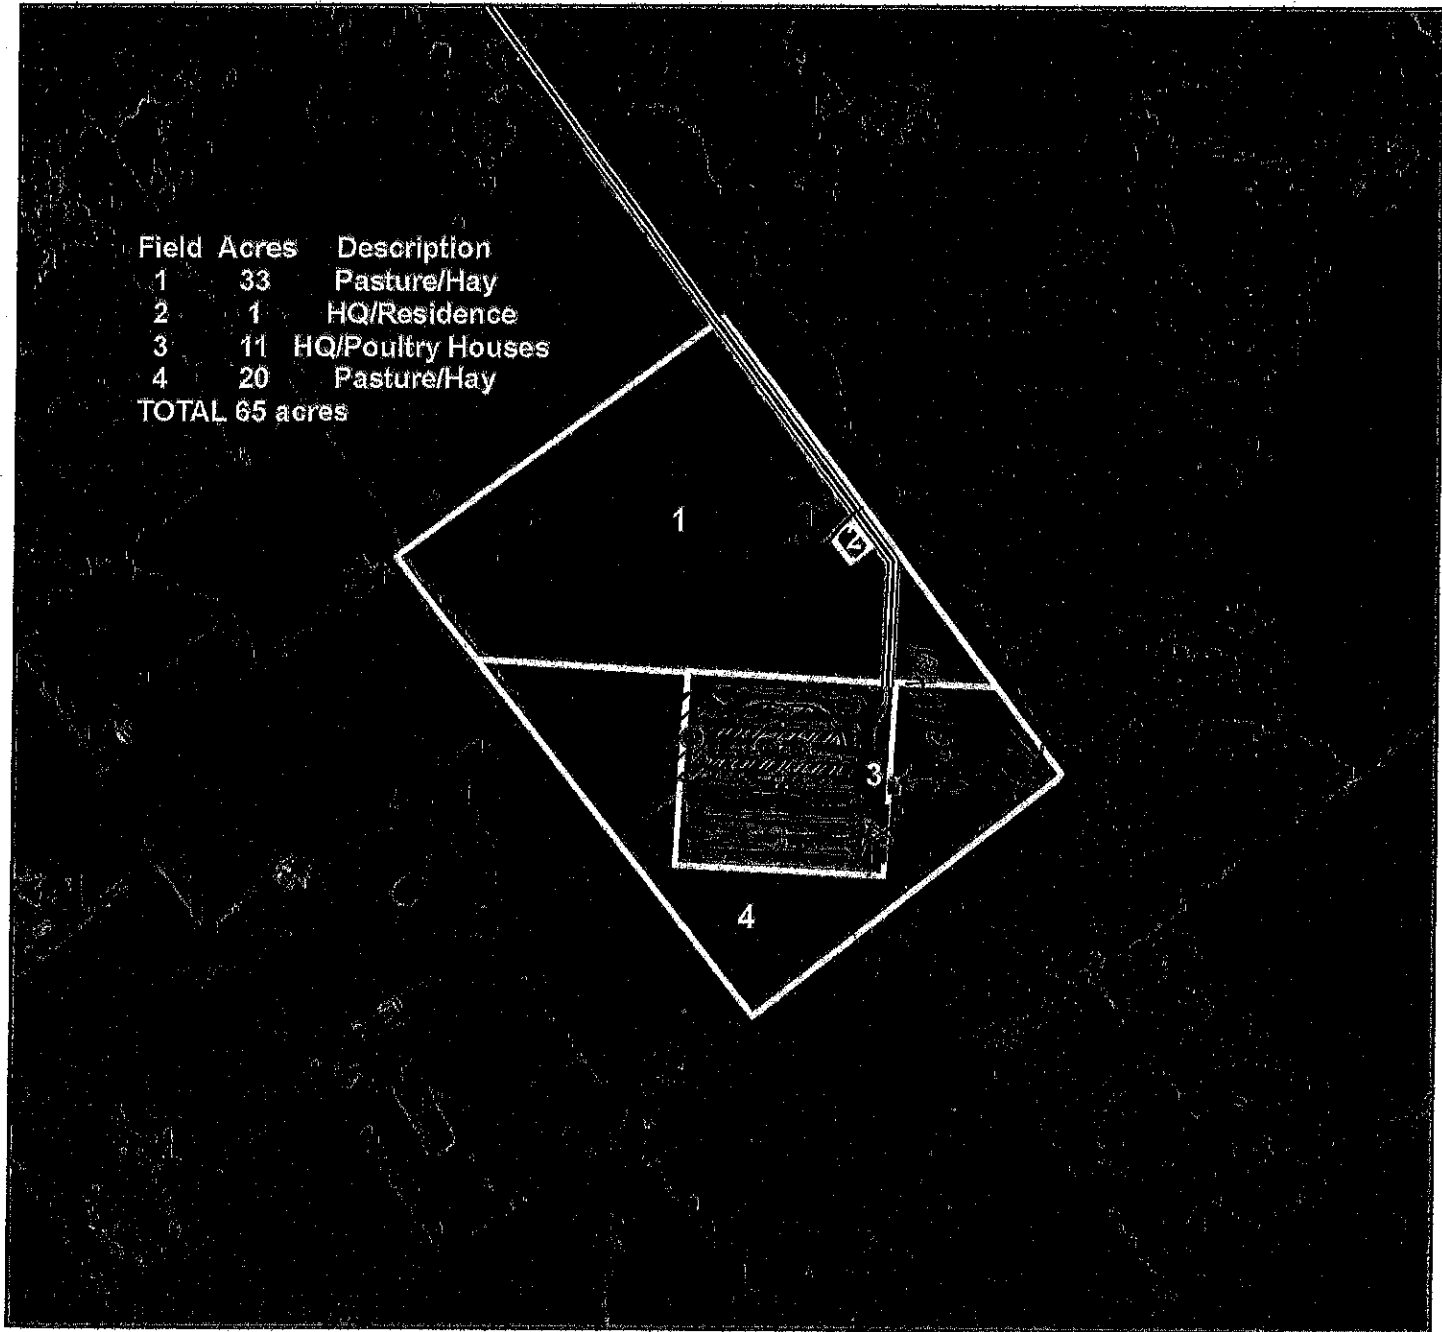 Field Acres Description
1 33 Pasture/Hay
2 1 HQ/Residence
3 11 HQ/Poultry Houses
4 20 Pasture/Hay
TOTAL 65 acres
1
2
3
4